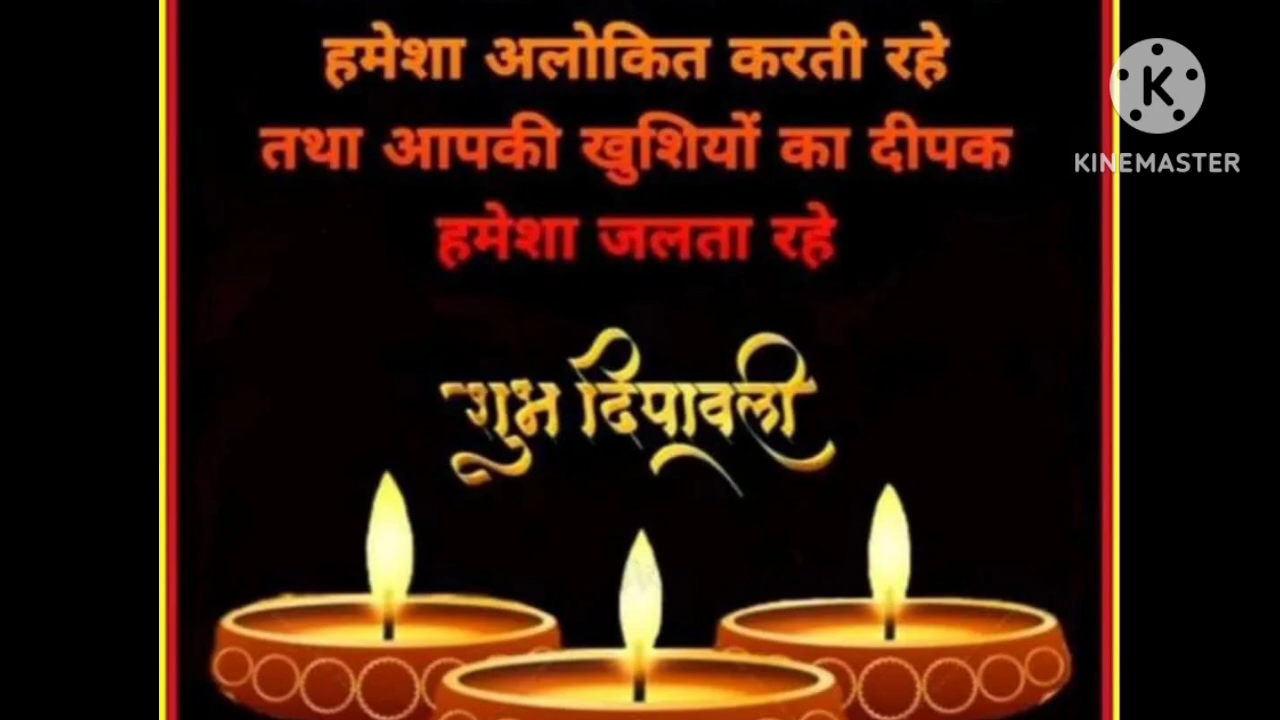 हमेशा अलोकित करती रहे
तथा आपकी खुशियों का दीपक
हमेशा जलता रहे
शुभ दिपावली
K
KINEMASTER